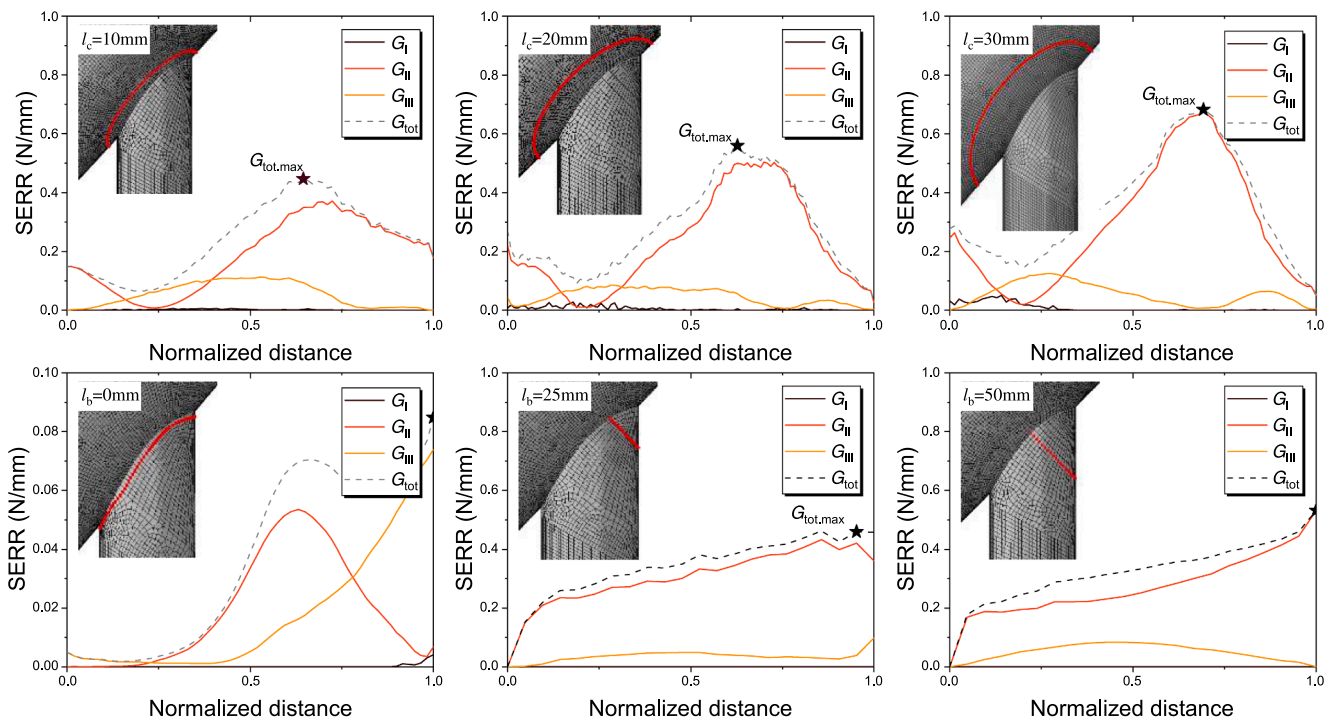 SERR (N/mm)
1.0
0.8
0.6
0.4
0.2
0.0
l_c=10mm
G_I
G_II
G_III
G_tot
G_tot.max
0.0 0.5 1.0
Normalized distance
SERR (N/mm)
1.0
0.8
0.6
0.4
0.2
0.0
l_c=20mm
G_I
G_II
G_III
G_tot
G_tot.max
0.0 0.5 1.0
Normalized distance
SERR (N/mm)
1.0
0.8
0.6
0.4
0.2
0.0
l_c=30mm
G_I
G_II
G_III
G_tot
G_tot.max
0.0 0.5 1.0
Normalized distance
SERR (N/mm)
0.10
0.08
0.06
0.04
0.02
0.00
l_b=0mm
G_I
G_II
G_III
G_tot
0.0 0.5 1.0
Normalized distance
SERR (N/mm)
1.0
0.8
0.6
0.4
0.2
0.0
l_b=25mm
G_I
G_II
G_III
G_tot
G_tot.max
0.0 0.5 1.0
Normalized distance
SERR (N/mm)
1.0
0.8
0.6
0.4
0.2
0.0
l_b=50mm
G_I
G_II
G_III
G_tot
0.0 0.5 1.0
Normalized distance